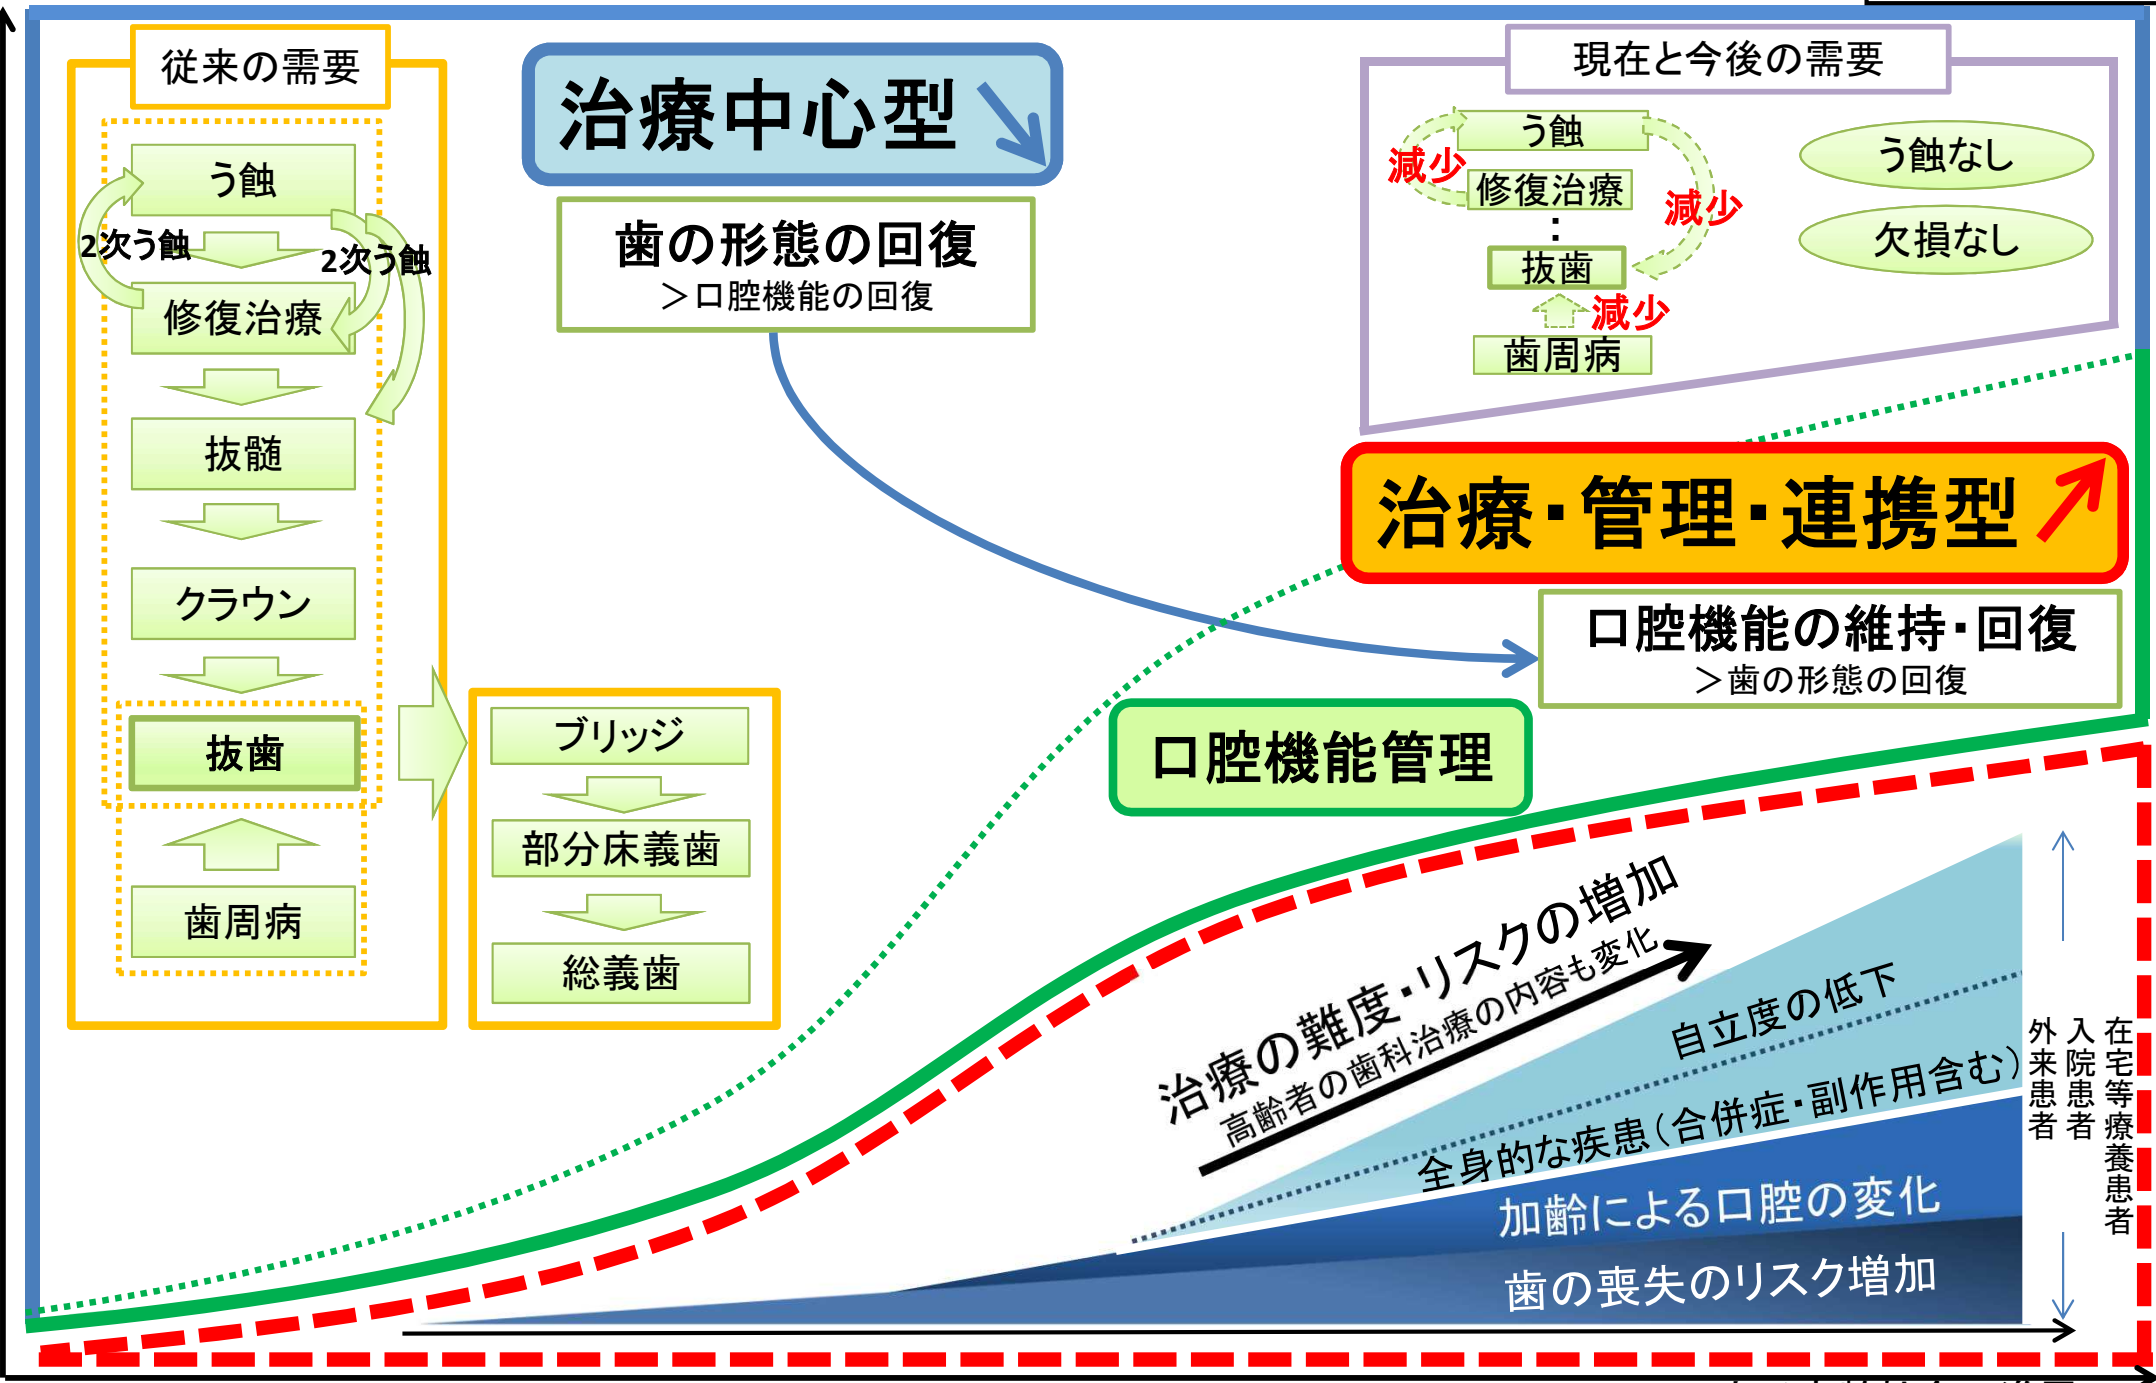 従来の需要
う蝕
2次う蝕
2次う蝕
修復治療
抜髄
クラウン
抜歯
歯周病
ブリッジ
部分床義歯
総義歯
治療中心型
歯の形態の回復
＞口腔機能の回復
現在と今後の需要
う蝕
減少
修復治療
減少
：
抜歯
減少
歯周病
う蝕なし
欠損なし
治療・管理・連携型
口腔機能の維持・回復
＞歯の形態の回復
口腔機能管理
治療の難度・リスクの増加
高齢者の歯科治療の内容も変化
自立度の低下
全身的な疾患（合併症・副作用含む）
加齢による口腔の変化
歯の喪失のリスク増加
在宅等療養患者
入院患者
外来患者